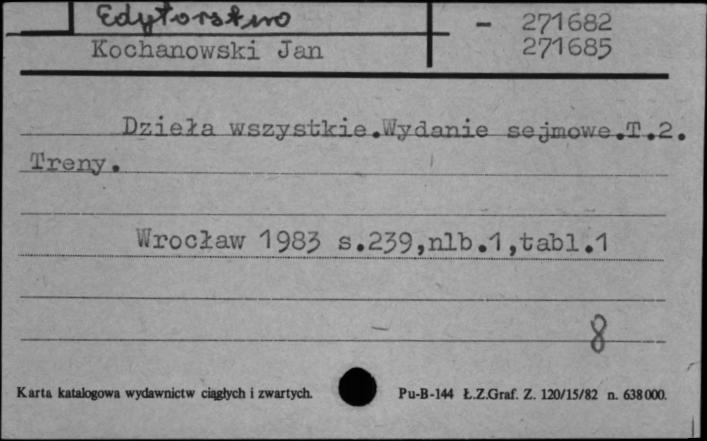 Edytorstwo
- 271682
Kochanowski Jan
271685
Dzieła wszystkie.Wydanie sejmowe.T.2.
Treny.
Wrocław 1983 s.239,nlb.1,tabl.1
8
Karta katalogowa wydawnictw ciągłych i zwartych.
Pu-B-144 Ł.Z.Graf. Z. 120/15/82 n. 638000.